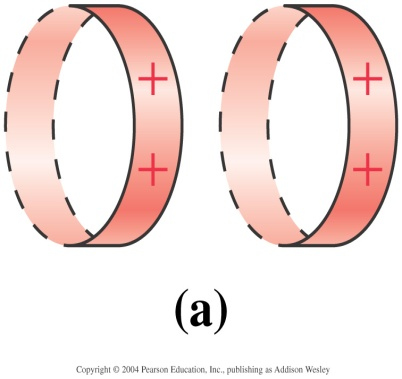 + +
+ +
(a)
Copyright © 2004 Pearson Education, Inc., publishing as Addison Wesley